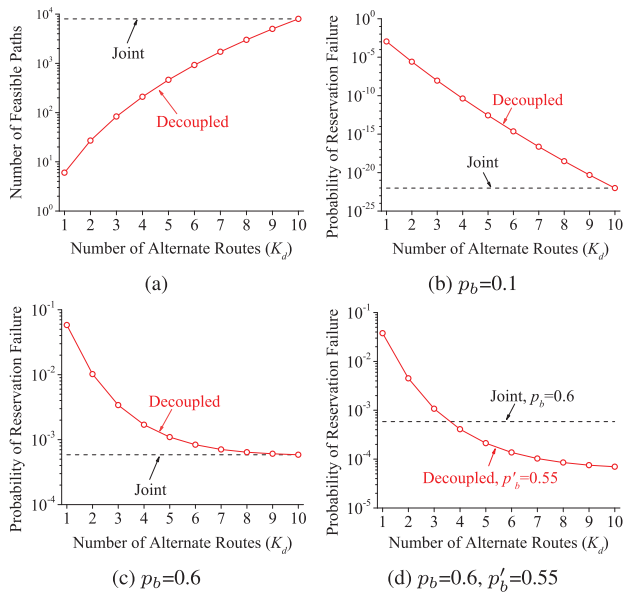 10^5
10^4
10^3
10^2
10^1
10^0
Number of Feasible Paths
Joint
Decoupled
1 2 3 4 5 6 7 8 9 10
Number of Alternate Routes (K_d)
(a)
10^0
10^-5
10^-10
10^-15
10^-20
10^-25
Probability of Reservation Failure
Decoupled
Joint
1 2 3 4 5 6 7 8 9 10
Number of Alternate Routes (K_d)
(b) p_b=0.1
10^-1
10^-2
10^-3
10^-4
Probability of Reservation Failure
Decoupled
Joint
1 2 3 4 5 6 7 8 9 10
Number of Alternate Routes (K_d)
(c) p_b=0.6
10^-1
10^-2
10^-3
10^-4
10^-5
Probability of Reservation Failure
Joint, p_b=0.6
Decoupled, p'_b=0.55
1 2 3 4 5 6 7 8 9 10
Number of Alternate Routes (K_d)
(d) p_b=0.6, p'_b=0.55